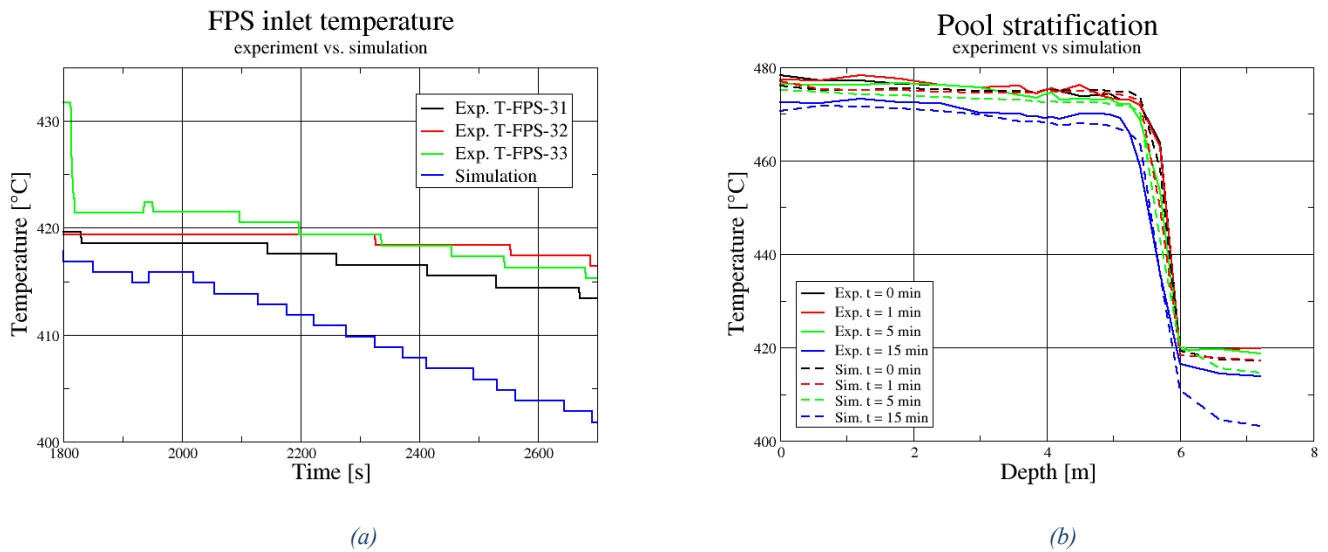 FPS inlet temperature
experiment vs. simulation
Temperature [°C]
430
420
410
400
1800
2000
2200
2400
2600
Time [s]
Exp. T-FPS-31
Exp. T-FPS-32
Exp. T-FPS-33
Simulation
(a)
Pool stratification
experiment vs simulation
Temperature [°C]
480
460
440
420
400
0
2
4
6
8
Depth [m]
Exp. t = 0 min
Exp. t = 1 min
Exp. t = 5 min
Exp. t = 15 min
Sim. t = 0 min
Sim. t = 1 min
Sim. t = 5 min
Sim. t = 15 min
(b)